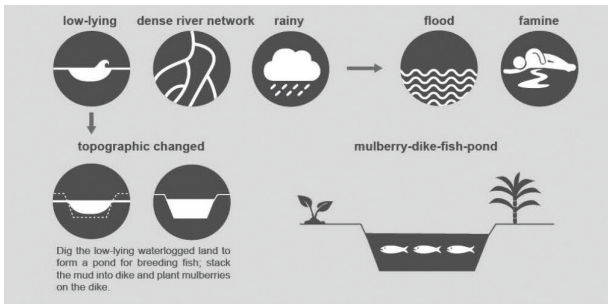 low-lying
dense river network
rainy
flood
famine
topographic changed
mulberry-dike-fish-pond
Dig the low-lying waterlogged land to
form a pond for breeding fish; stack
the mud into dike and plant mulberries
on the dike.